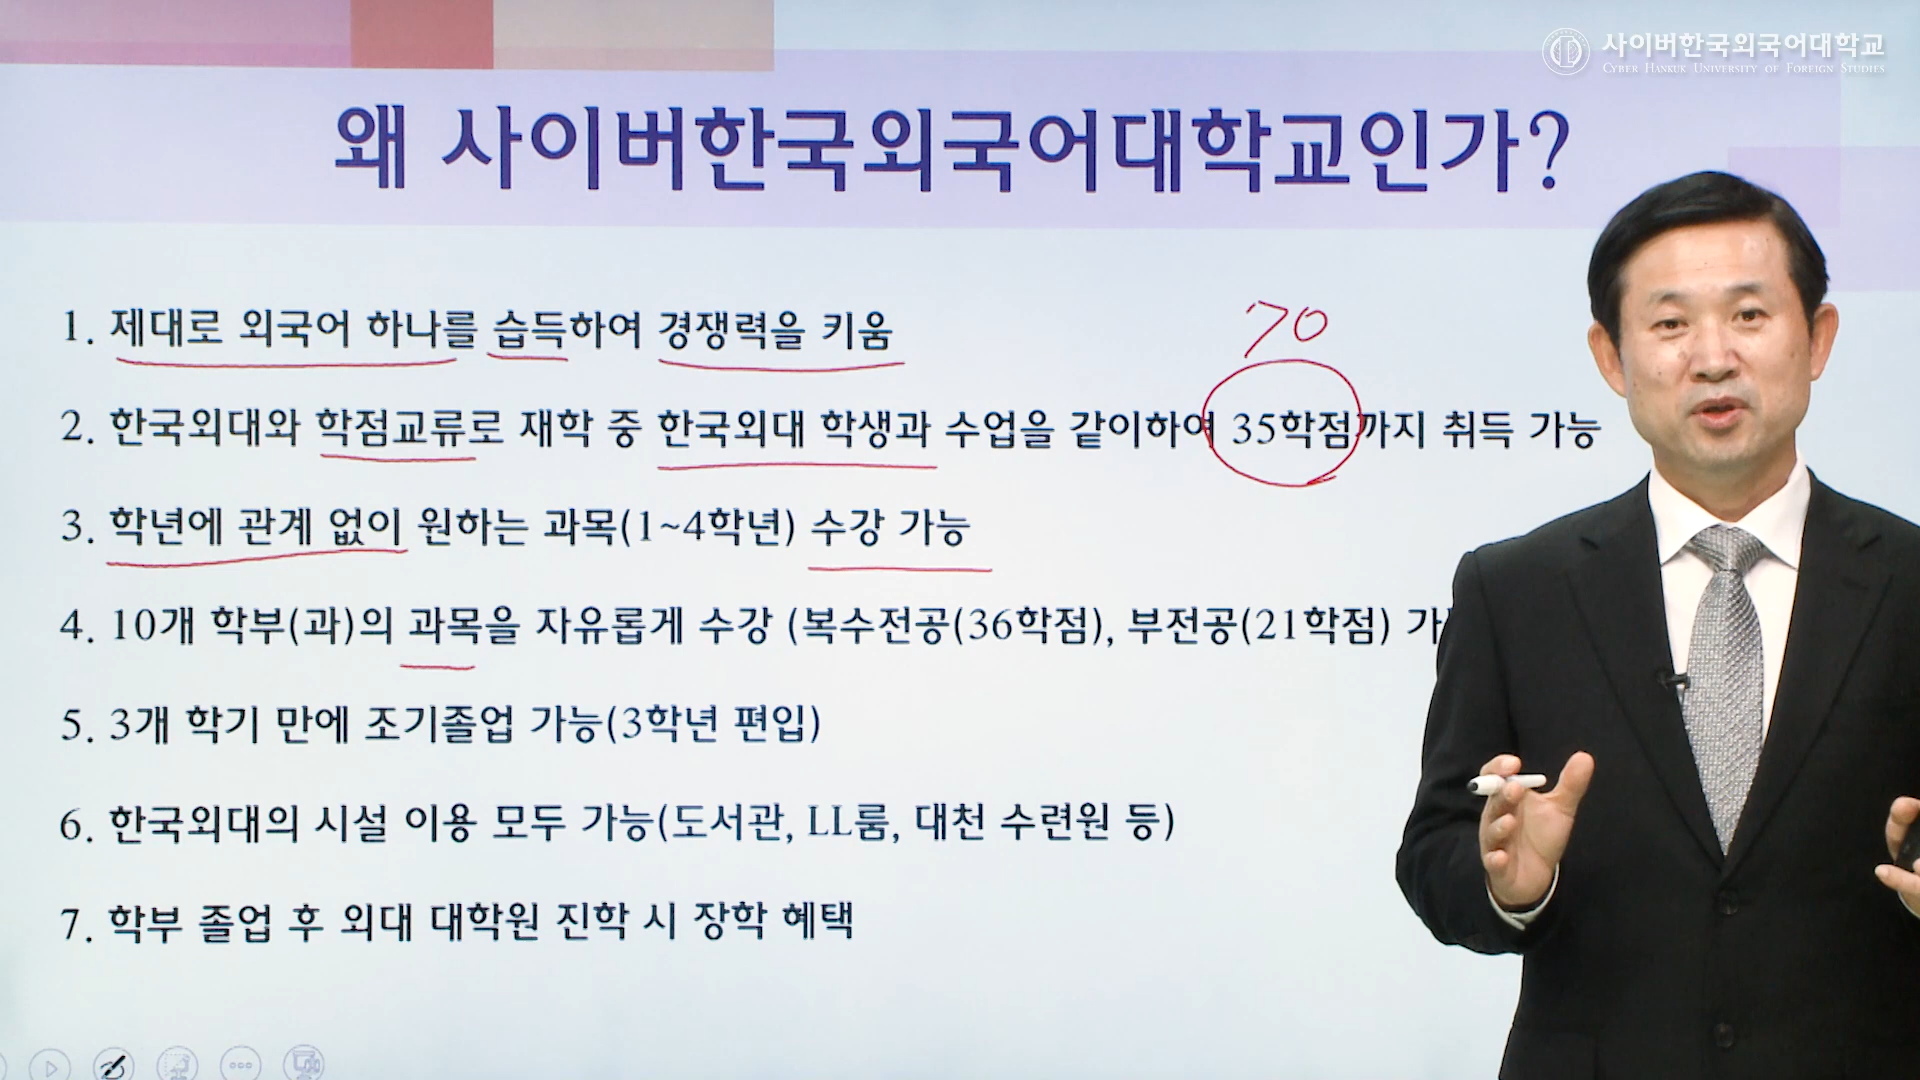 사이버한국외국어대학교
CYBER HANKUK UNIVERSITY OF FOREIGN STUDIES
왜 사이버한국외국어대학교인가?
1. 제대로 외국어 하나를 습득하여 경쟁력을 키움
70
2. 한국외대와 학점교류로 재학 중 한국외대 학생과 수업을 같이하여 35학점까지 취득 가능
3. 학년에 관계 없이 원하는 과목(1~4학년) 수강 가능
4. 10개 학부(과)의 과목을 자유롭게 수강 (복수전공(36학점), 부전공(21학점) 가
5. 3개 학기 만에 조기졸업 가능(3학년 편입)
6. 한국외대의 시설 이용 모두 가능(도서관, LL룸, 대천 수련원 등)
7. 학부 졸업 후 외대 대학원 진학 시 장학 혜택